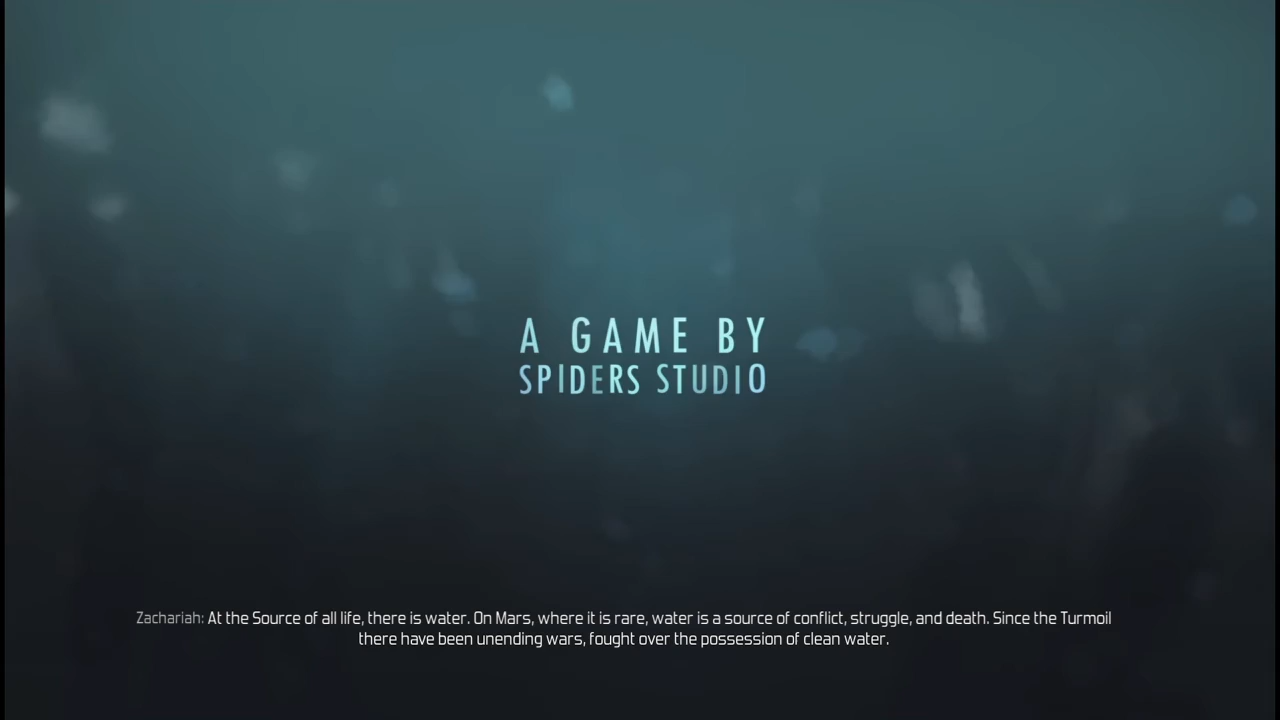 A GAME BY
SPIDERS STUDIO
Zachariah: At the Source of all life, there is water. On Mars, where it is rare, water is a source of conflict, struggle, and death. Since the Turmoil
there have been unending wars, fought over the possession of clean water.